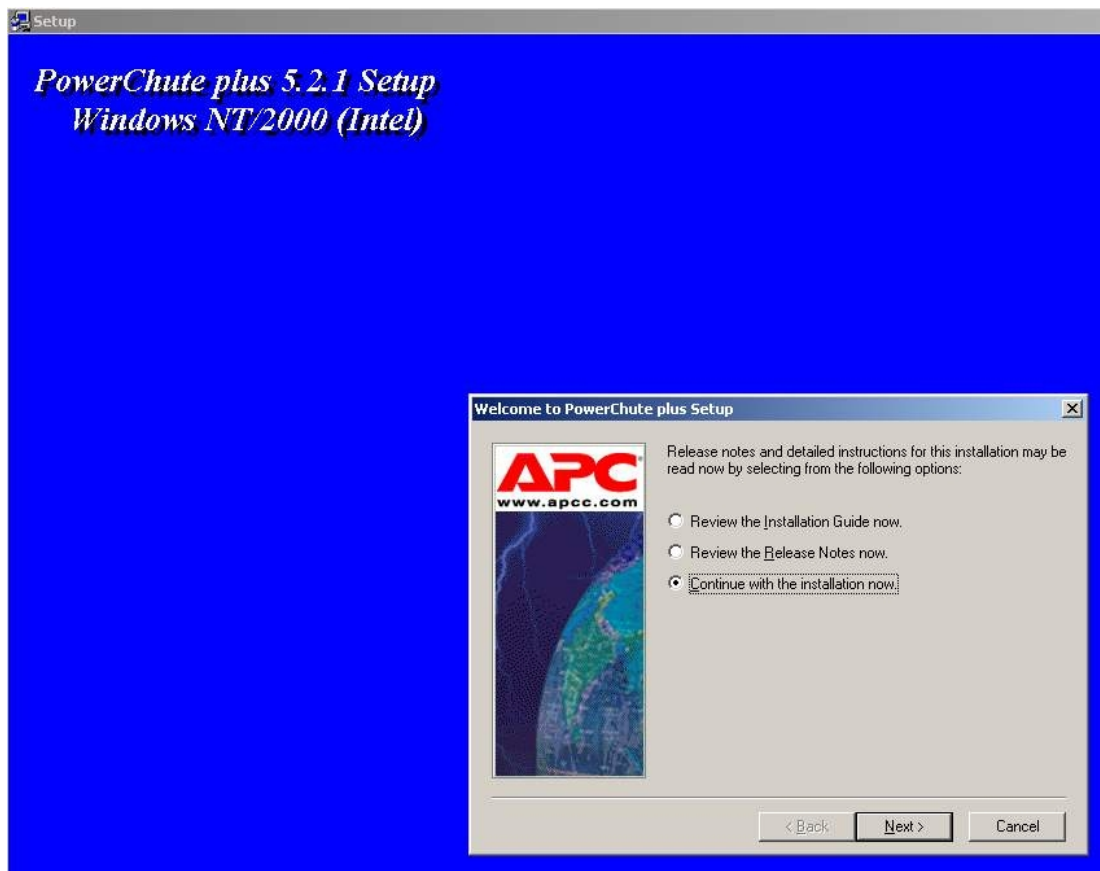 Setup
PowerChute plus 5.2.1 Setup
Windows NT/2000 (Intel)
Welcome to PowerChute plus Setup
APC
www.apcc.com
Release notes and detailed instructions for this installation may be
read now by selecting from the following options:
Review the Installation Guide now.
Review the Release Notes now.
Continue with the installation now.
< Back
Next >
Cancel